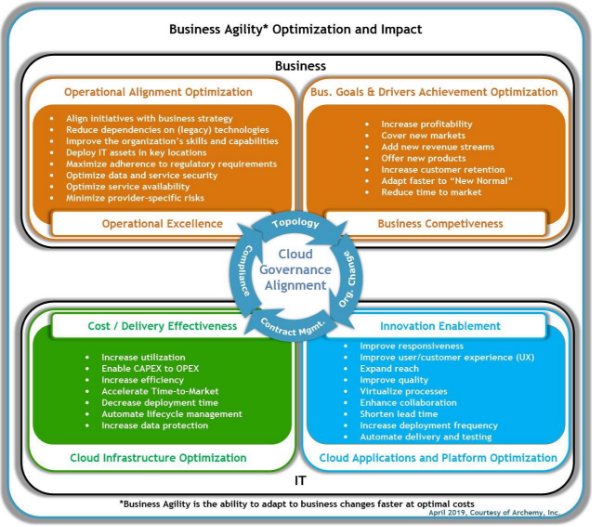 Business Agility* Optimization and Impact
Business
Operational Alignment Optimization
• Align initiatives with business strategy
• Reduce dependencies on (legacy) technologies
• Improve the organization's skills and capabilities
• Deploy IT assets in key locations
• Maximize adherence to regulatory requirements
• Optimize data and service security
• Optimize service availability
• Minimize provider-specific risks
Operational Excellence
Bus. Goals & Drivers Achievement Optimization
• Increase profitability
• Cover new markets
• Add new revenue streams
• Offer new products
• Increase customer retention
• Adapt faster to "New Normal"
• Reduce time to market
Business Competiveness
Topology
Org. Change
Contract Mgmt.
Compliance
Cloud
Governance
Alignment
Cost / Delivery Effectiveness
• Increase utilization
• Enable CAPEX to OPEX
• Increase efficiency
• Accelerate Time-to-Market
• Decrease deployment time
• Automate lifecycle management
• Increase data protection
Cloud Infrastructure Optimization
Innovation Enablement
• Improve responsiveness
• Improve user/customer experience (UX)
• Expand reach
• Improve quality
• Virtualize processes
• Enhance collaboration
• Shorten lead time
• Increase deployment frequency
• Automate delivery and testing
Cloud Applications and Platform Optimization
IT
*Business Agility is the ability to adapt to business changes faster at optimal costs
April 2019, Courtesy of Archemy, Inc.